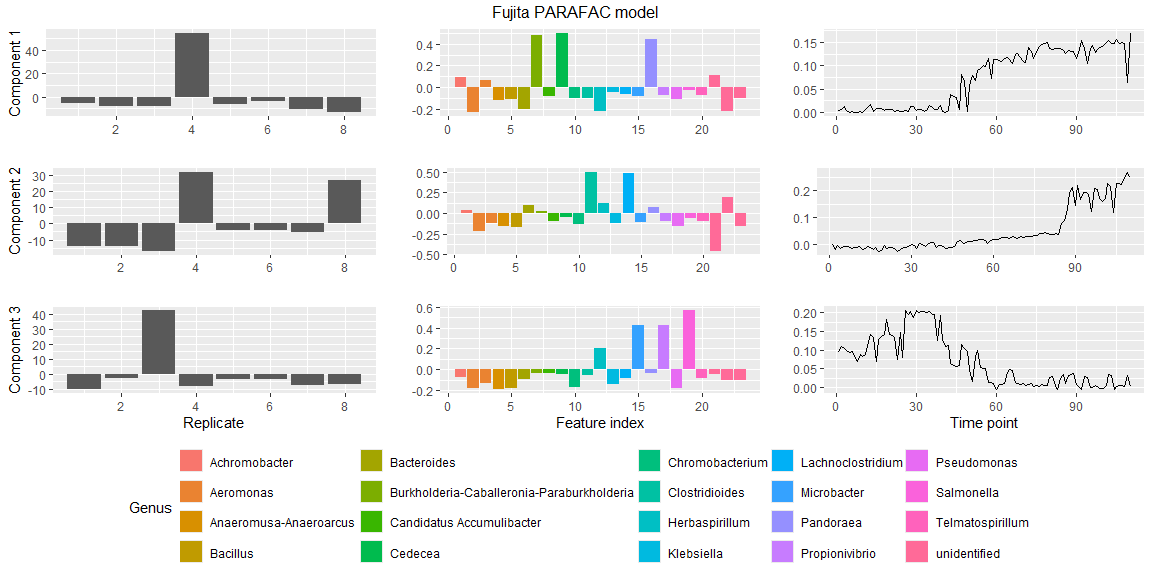 Fujita PARAFAC model
Component 1
40
20
0
2 4 6 8
0.4
0.2
0.0
-0.2
0 5 10 15 20
0.15
0.10
0.05
0.00
0 30 60 90
Component 2
30
20
10
0
-10
2 4 6 8
0.50
0.25
0.00
-0.25
-0.50
0 5 10 15 20
0.2
0.1
0.0
0 30 60 90
Component 3
40
30
20
10
0
-10
2 4 6 8
Replicate
0.6
0.4
0.2
0.0
-0.2
0 5 10 15 20
Feature index
0.20
0.15
0.10
0.05
0.00
0 30 60 90
Time point
Genus
Achromobacter
Aeromonas
Anaeromusa-Anaeroarcus
Bacillus
Bacteroides
Burkholderia-Caballeronia-Paraburkholderia
Candidatus Accumulibacter
Cedecea
Chromobacterium
Clostridioides
Herbaspirillum
Klebsiella
Lachnoclostridium
Microbacter
Pandoraea
Propionivibrio
Pseudomonas
Salmonella
Telmatospirillum
unidentified